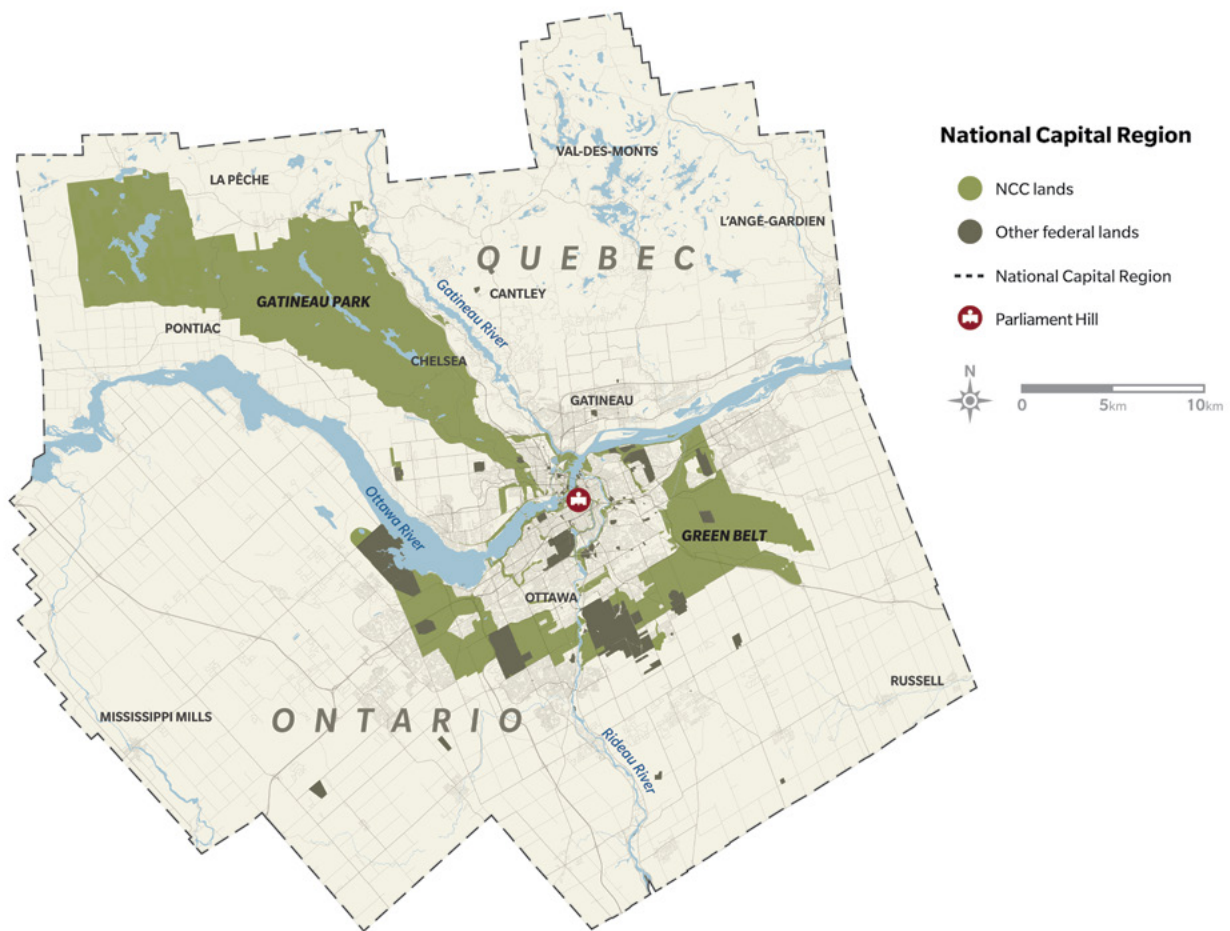 National Capital Region
NCC lands
Other federal lands
National Capital Region
Parliament Hill
N
0 5km 10km
VAL-DES-MONTS
LA PÊCHE
L'ANGE-GARDIEN
QUEBEC
Gatineau River
CANTLEY
GATINEAU PARK
PONTIAC
CHELSEA
GATINEAU
Ottawa River
GREEN BELT
OTTAWA
RUSSELL
MISSISSIPPI MILLS
ONTARIO
Rideau River